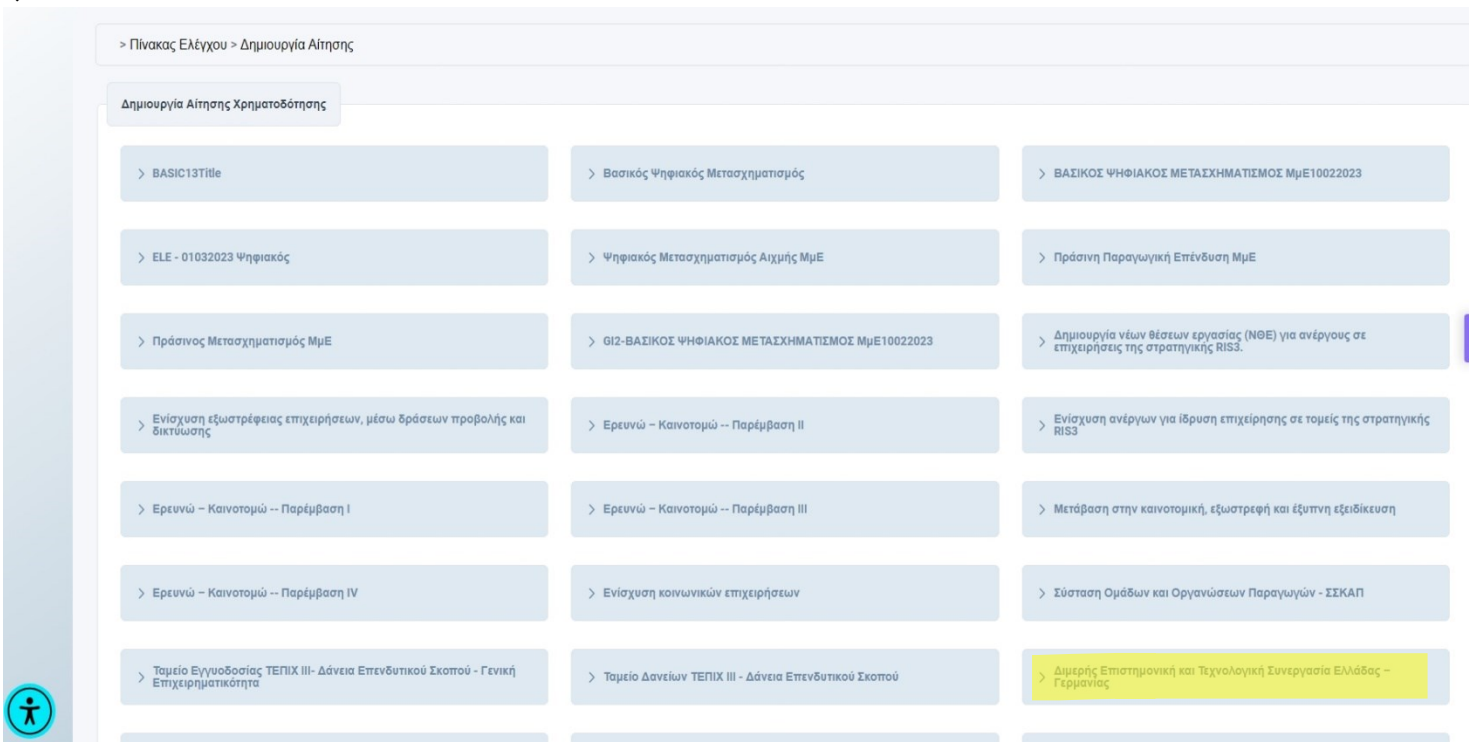 > Πίνακας Ελέγχου > Δημιουργία Αίτησης
Δημιουργία Αίτησης Χρηματοδότησης
BASIC13Title
Βασικός Ψηφιακός Μετασχηματισμός
ΒΑΣΙΚΟΣ ΨΗΦΙΑΚΟΣ ΜΕΤΑΣΧΗΜΑΤΙΣΜΟΣ ΜμΕ10022023
ELE - 01032023 Ψηφιακός
Ψηφιακός Μετασχηματισμός Αιχμής ΜμΕ
Πράσινη Παραγωγική Επένδυση ΜμΕ
Πράσινος Μετασχηματισμός ΜμΕ
GI2-ΒΑΣΙΚΟΣ ΨΗΦΙΑΚΟΣ ΜΕΤΑΣΧΗΜΑΤΙΣΜΟΣ ΜμΕ10022023
Δημιουργία νέων θέσεων εργασίας (ΝΘΕ) για ανέργους σε
επιχειρήσεις της στρατηγικής RIS3.
Ενίσχυση εξωστρέφειας επιχειρήσεων, μέσω δράσεων προβολής και
δικτύωσης
Ερευνώ – Καινοτομώ -- Παρέμβαση II
Ενίσχυση ανέργων για ίδρυση επιχείρησης σε τομείς της στρατηγικής
RIS3
Ερευνώ – Καινοτομώ -- Παρέμβαση I
Ερευνώ – Καινοτομώ -- Παρέμβαση III
Μετάβαση στην καινοτομική, εξωστρεφή και έξυπνη εξειδίκευση
Ερευνώ – Καινοτομώ -- Παρέμβαση IV
Ενίσχυση κοινωνικών επιχειρήσεων
Σύσταση Ομάδων και Οργανώσεων Παραγωγών - ΣΣΚΑΠ
Ταμείο Εγγυοδοσίας ΤΕΠΙΧ ΙΙΙ- Δάνεια Επενδυτικού Σκοπού - Γενική
Επιχειρηματικότητα
Ταμείο Δανείων ΤΕΠΙΧ ΙΙΙ - Δάνεια Επενδυτικού Σκοπού
Διμερής Επιστημονική και Τεχνολογική Συνεργασία Ελλάδας –
Γερμανίας